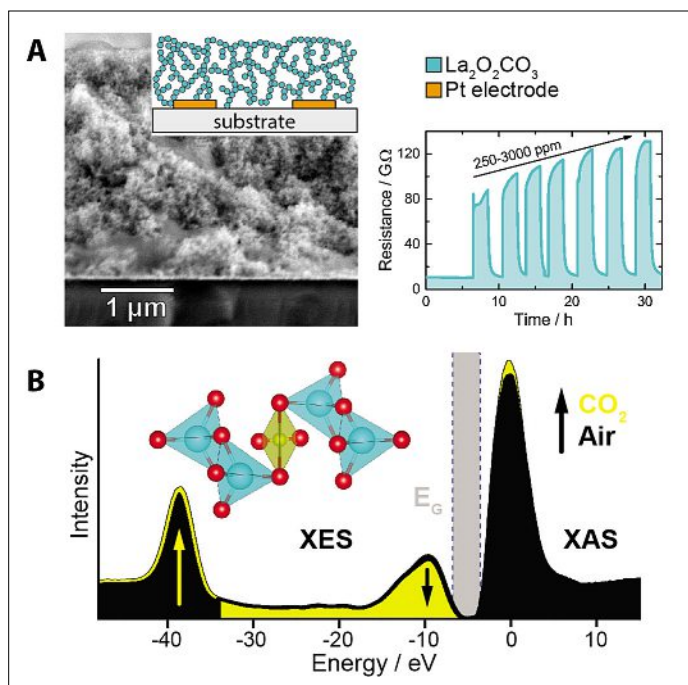 A
substrate
1 µm
La₂O₂CO₃
Pt electrode
250-3000 ppm
Resistance / GΩ
120
80
40
0
0 10 20 30
Time / h
B
CO₂
Air
E_G
XES
XAS
Intensity
-40 -30 -20 -10 0 10
Energy / eV